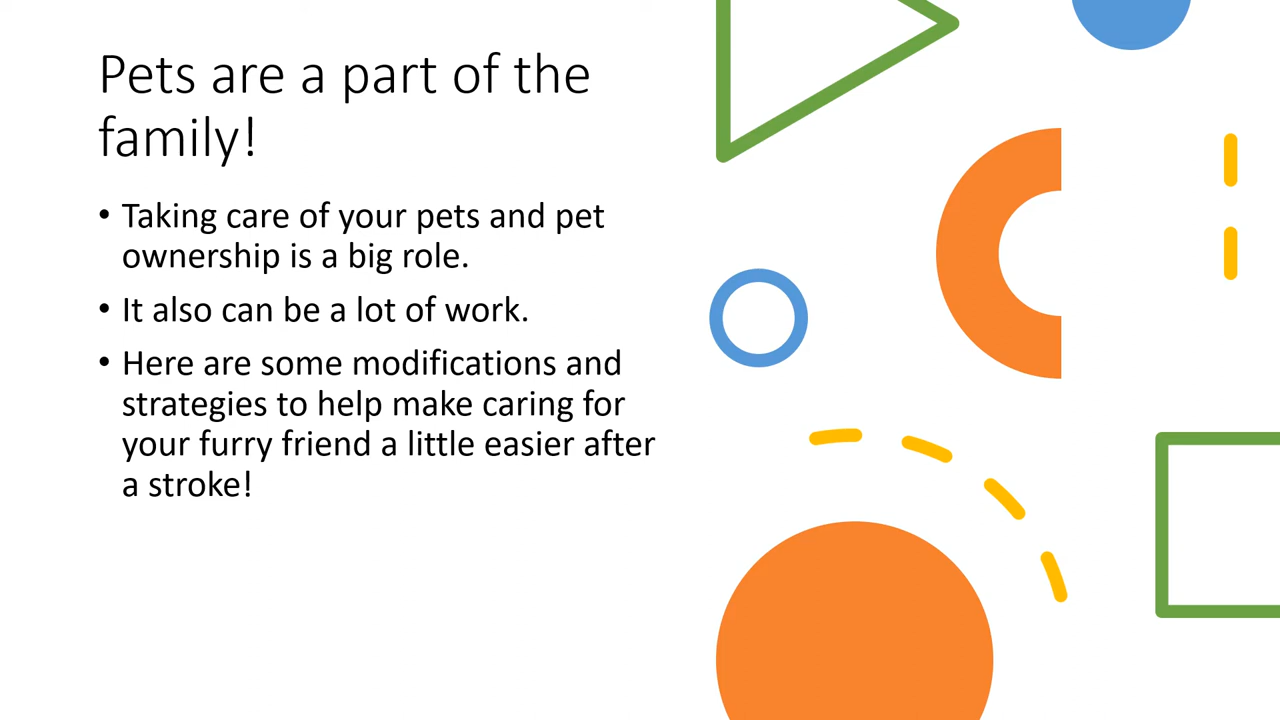 Pets are a part of the
family!
• Taking care of your pets and pet
ownership is a big role.
• It also can be a lot of work.
• Here are some modifications and
strategies to help make caring for
your furry friend a little easier after
a stroke!